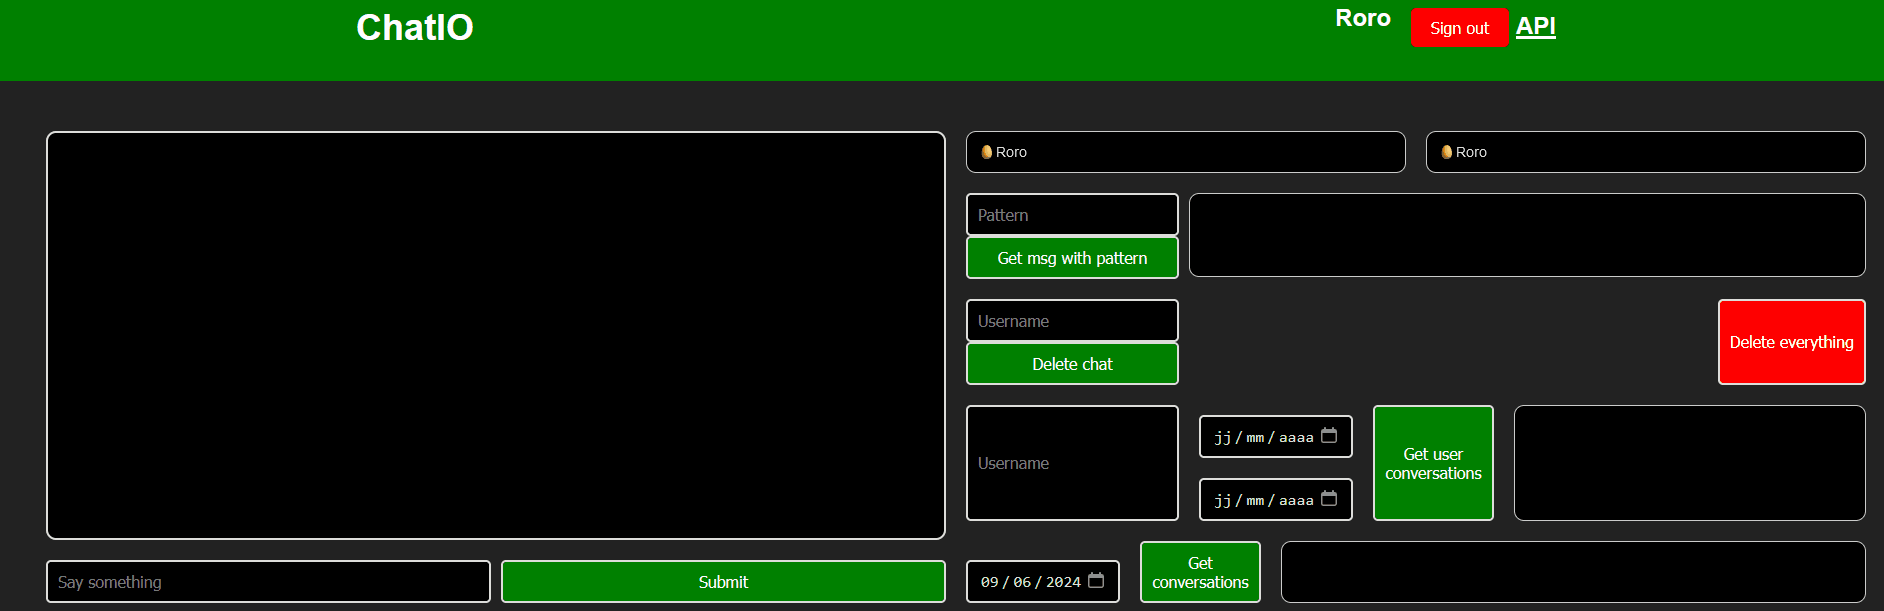 ChatIO
Roro
Sign out
API
Roro
Roro
Pattern
Get msg with pattern
Username
Delete chat
Delete everything
Username
jj/mm/aaaa
jj/mm/aaaa
Get user
conversations
Say something
Submit
09/06/2024
Get
conversations